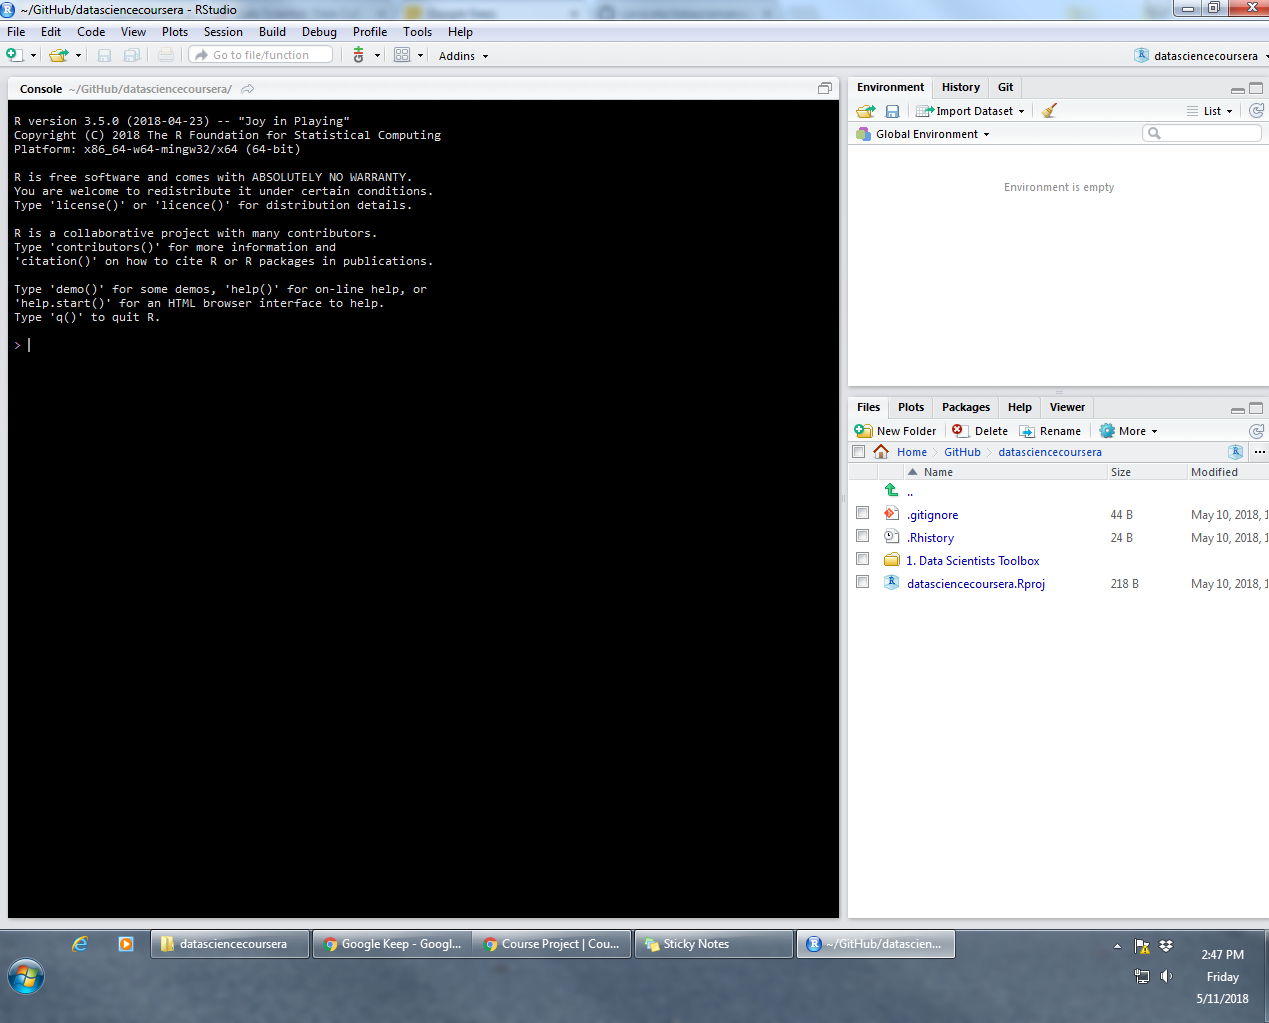 ~/GitHub/datasciencecoursera - RStudio
File Edit Code View Plots Session Build Debug Profile Tools Help
Go to file/function Addins datasciencecoursera
Console ~/GitHub/datasciencecoursera/
R version 3.5.0 (2018-04-23) -- "Joy in Playing"
Copyright (C) 2018 The R Foundation for Statistical Computing
Platform: x86_64-w64-mingw32/x64 (64-bit)
R is free software and comes with ABSOLUTELY NO WARRANTY.
You are welcome to redistribute it under certain conditions.
Type 'license()' or 'licence()' for distribution details.
R is a collaborative project with many contributors.
Type 'contributors()' for more information and
'citation()' on how to cite R or R packages in publications.
Type 'demo()' for some demos, 'help()' for on-line help, or
'help.start()' for an HTML browser interface to help.
Type 'q()' to quit R.
>
Environment History Git
Import Dataset List
Global Environment
Environment is empty
Files Plots Packages Help Viewer
New Folder Delete Rename More
Home GitHub datasciencecoursera
Name Size Modified
..
.gitignore 44 B May 10, 2018, 1
.Rhistory 24 B May 10, 2018, 1
1. Data Scientists Toolbox
datasciencecoursera.Rproj 218 B May 10, 2018, 1
datasciencecoursera Google Keep - Googl... Course Project | Cou... Sticky Notes ~/GitHub/datascien...
2:47 PM
Friday
5/11/2018